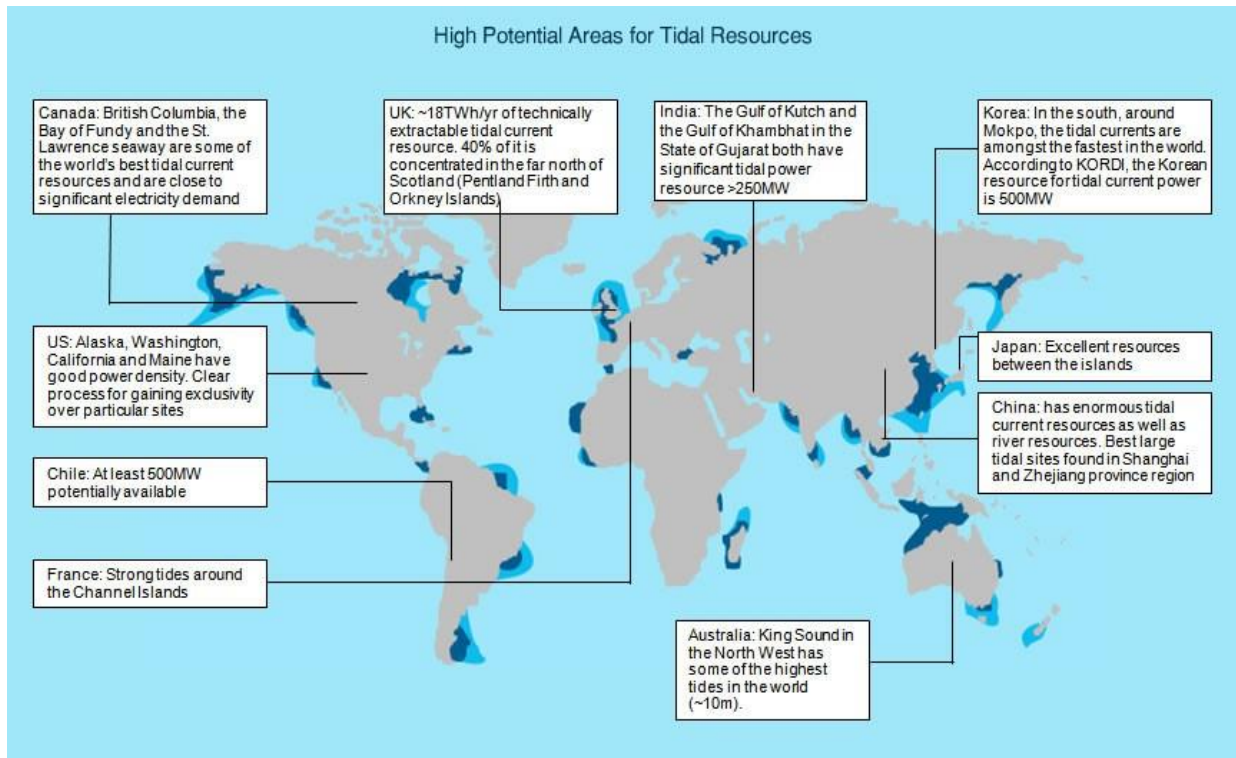 High Potential Areas for Tidal Resources
Canada: British Columbia, the
Bay of Fundy and the St.
Lawrence seaway are some of
the world's best tidal current
resources and are close to
significant electricity demand
UK: ~18TWh/yr of technically
extractable tidal current
resource. 40% of it is
concentrated in the far north of
Scotland (Pentland Firth and
Orkney Islands)
India: The Gulf of Kutch and
the Gulf of Khambhat in the
State of Gujarat both have
significant tidal power
resource >250MW
Korea: In the south, around
Mokpo, the tidal currents are
amongst the fastest in the world.
According to KORDI, the Korean
resource for tidal current power
is 500MW
US: Alaska, Washington,
California and Maine have
good power density. Clear
process for gaining exclusivity
over particular sites
Japan: Excellent resources
between the islands
China: has enormous tidal
current resources as well as
river resources. Best large
tidal sites found in Shanghai
and Zhejiang province region
Chile: At least 500MW
potentially available
France: Strong tides around
the Channel Islands
Australia: King Sound in
the North West has
some of the highest
tides in the world
(~10m).